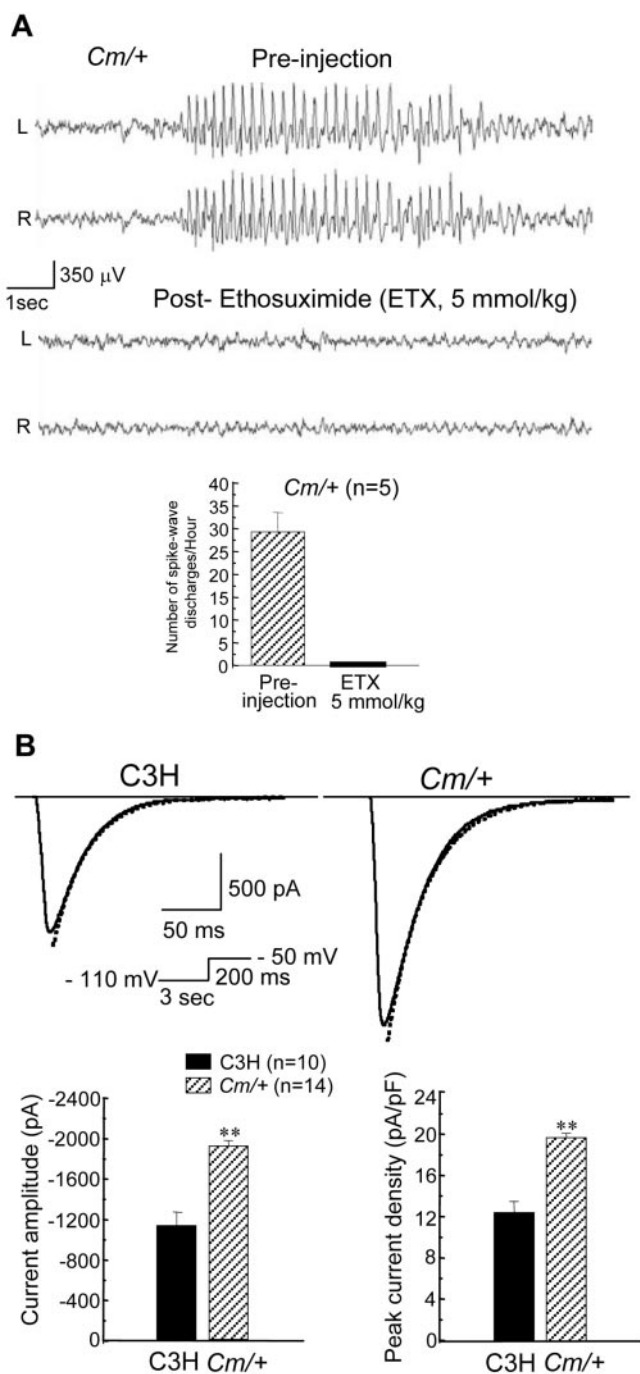 A
Cm/+ Pre-injection
L
R
350 μV
1sec
Post- Ethosuximide (ETX, 5 mmol/kg)
L
R
Cm/+ (n=5)
Number of spike-wave
discharges/Hour
40
35
30
25
20
15
10
5
0
Pre-
injection
ETX
5 mmol/kg
B
C3H Cm/+
500 pA
50 ms
- 50 mV
- 110 mV 200 ms
3 sec
C3H (n=10)
Cm/+ (n=14)
Current amplitude (pA)
-2400
-2000
-1600
-1200
-800
-400
0
**
C3H Cm/+
Peak current density (pA/pF)
24
20
16
12
8
4
0
**
C3H Cm/+